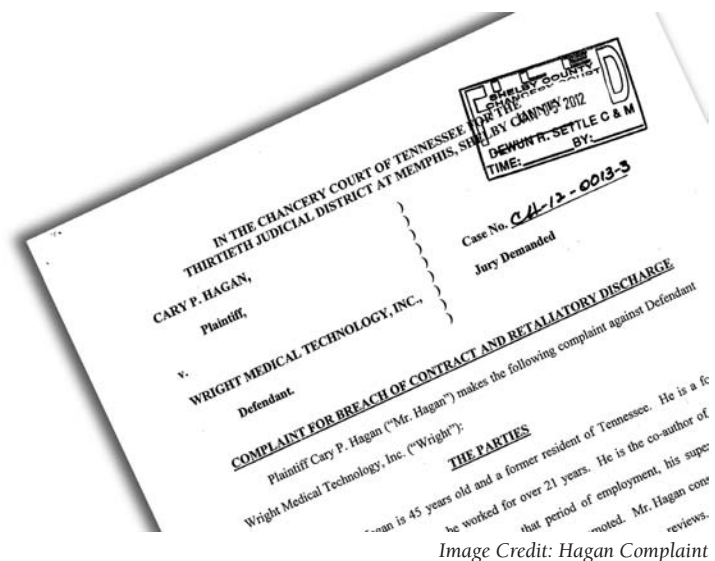 FILED
SHELBY COUNTY
CHANCERY COURT
JAN 05 2012
DEWUN R. SETTLE C & M
TIME: BY:
IN THE CHANCERY COURT OF TENNESSEE FOR THE
THIRTIETH JUDICIAL DISTRICT AT MEMPHIS, SHELBY COUNTY
CARY P. HAGAN,
Plaintiff,
v.
WRIGHT MEDICAL TECHNOLOGY, INC.,
Defendant.
)
)
)
)
)
)
)
)
Case No. CH-12-0013-3
Jury Demanded
COMPLAINT FOR BREACH OF CONTRACT AND RETALIATORY DISCHARGE
Plaintiff Cary P. Hagan ("Mr. Hagan") makes the following complaint against Defendant
Wright Medical Technology, Inc. ("Wright"):
THE PARTIES
is 45 years old and a former resident of Tennessee. He is a
he worked for over 21 years. He is the co-author of
that period of employment, his
Mr. Hagan
reviews.
Image Credit: Hagan Complaint